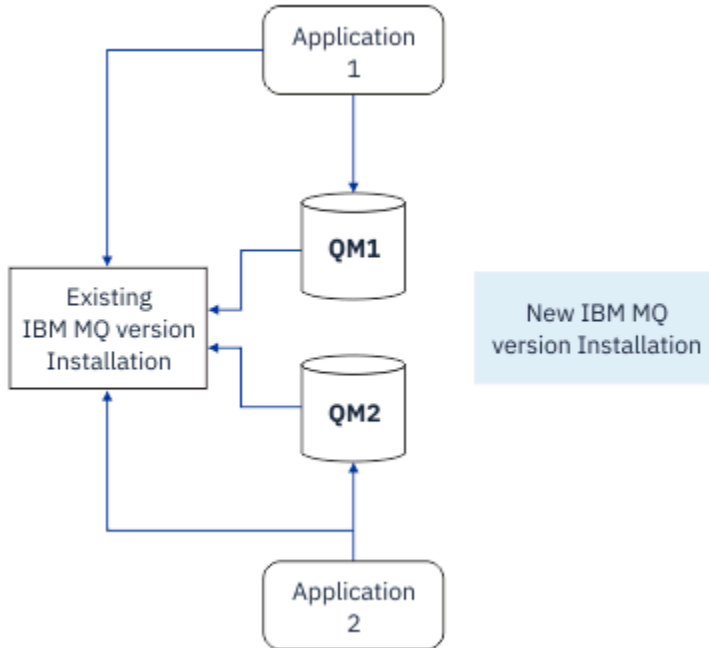 Application
1
QM1
Existing
IBM MQ version
Installation
New IBM MQ
version Installation
QM2
Application
2